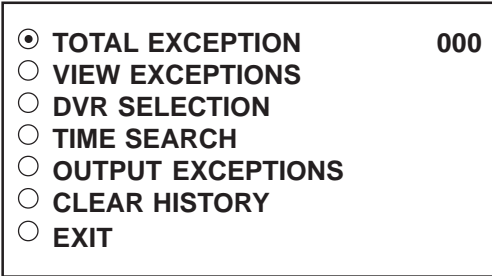 TOTAL EXCEPTION 000
VIEW EXCEPTIONS
DVR SELECTION
TIME SEARCH
OUTPUT EXCEPTIONS
CLEAR HISTORY
EXIT